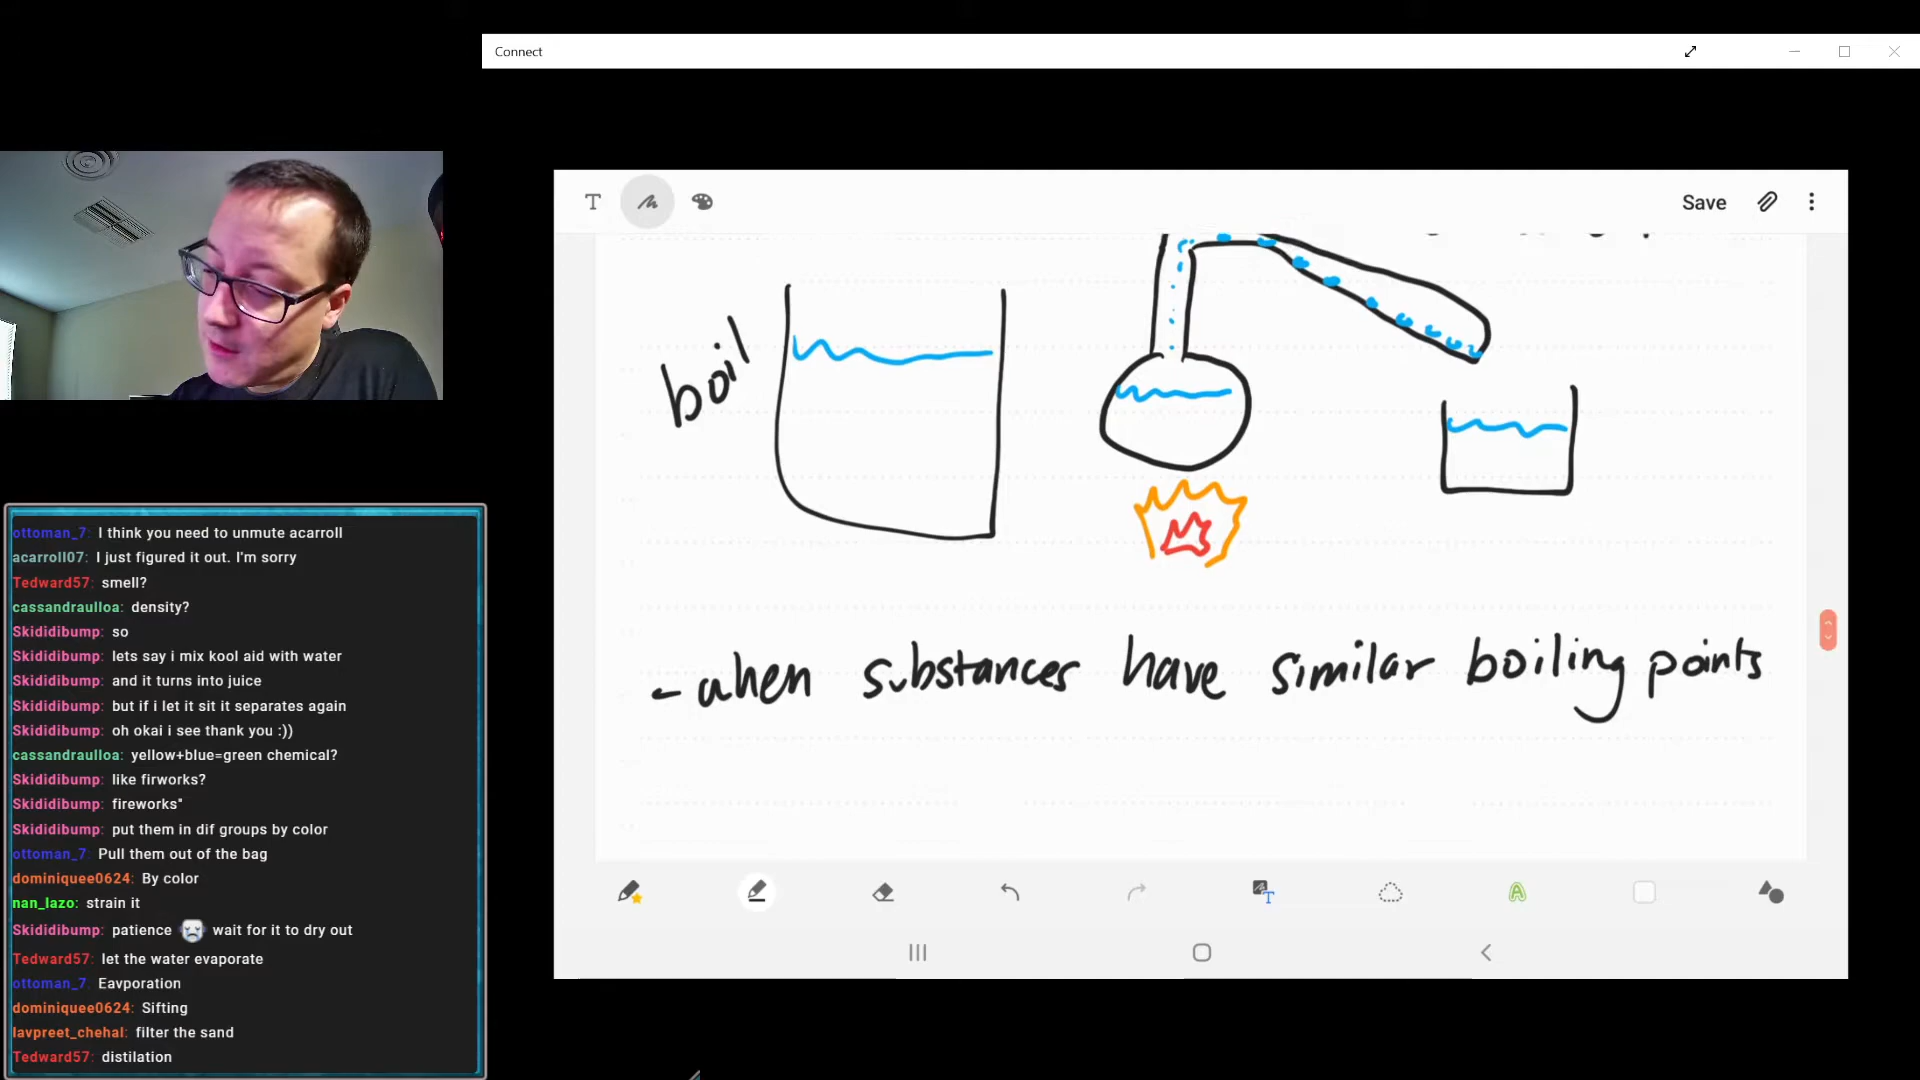 Connect
T
Save
boil
- when substances have similar boiling points
ottoman_7: I think you need to unmute acarroll
acarroll07: I just figured it out. I'm sorry
Tedward57: smell?
cassandraulloa: density?
Skididibump: so
Skididibump: lets say i mix kool aid with water
Skididibump: and it turns into juice
Skididibump: but if i let it sit it separates again
Skididibump: oh okai i see thank you :))
cassandraulloa: yellow+blue=green chemical?
Skididibump: like firworks?
Skididibump: fireworks"
Skididibump: put them in dif groups by color
ottoman_7: Pull them out of the bag
dominiquee0624: By color
nan_lazo: strain it
Skididibump: patience wait for it to dry out
Tedward57: let the water evaporate
ottoman_7: Eavporation
dominiquee0624: Sifting
lavpreet_chehal: filter the sand
Tedward57: distilation